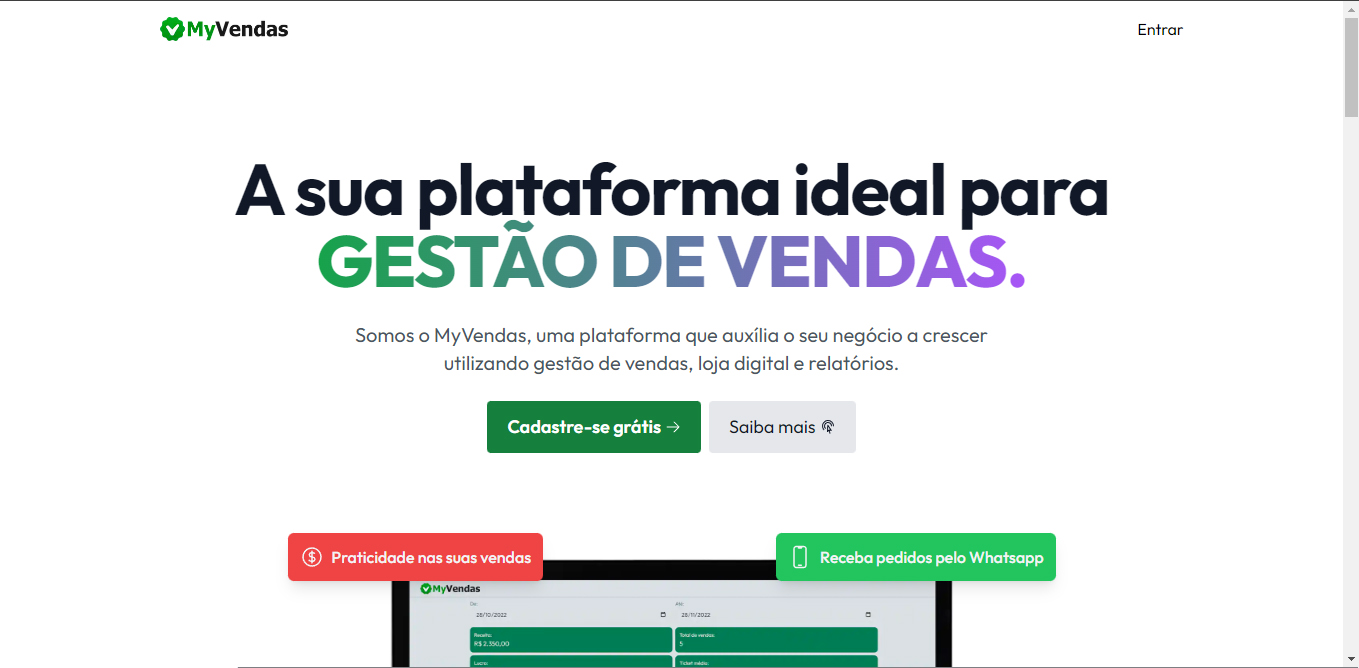 MyVendas
Entrar
A sua plataforma ideal para
GESTÃO DE VENDAS.
Somos o MyVendas, uma plataforma que auxília o seu negócio a crescer
utilizando gestão de vendas, loja digital e relatórios.
Cadastre-se grátis
Saiba mais
Praticidade nas suas vendas
Receba pedidos pelo Whatsapp
MyVendas
De:
Até:
28/10/2022
28/11/2022
Receita:
R$ 2.350,00
Total de vendas:
5
Lucro:
Ticket médio: